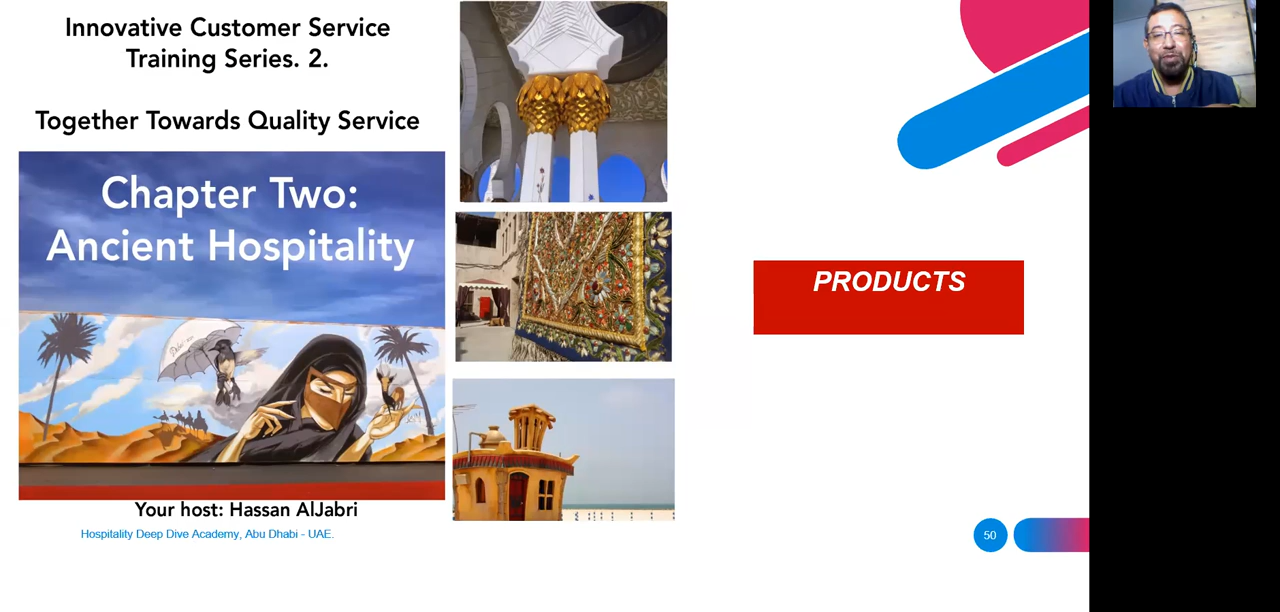 Innovative Customer Service
Training Series. 2.
Together Towards Quality Service
Chapter Two:
Ancient Hospitality
Your host: Hassan AlJabri
Hospitality Deep Dive Academy, Abu Dhabi - UAE.
PRODUCTS
50